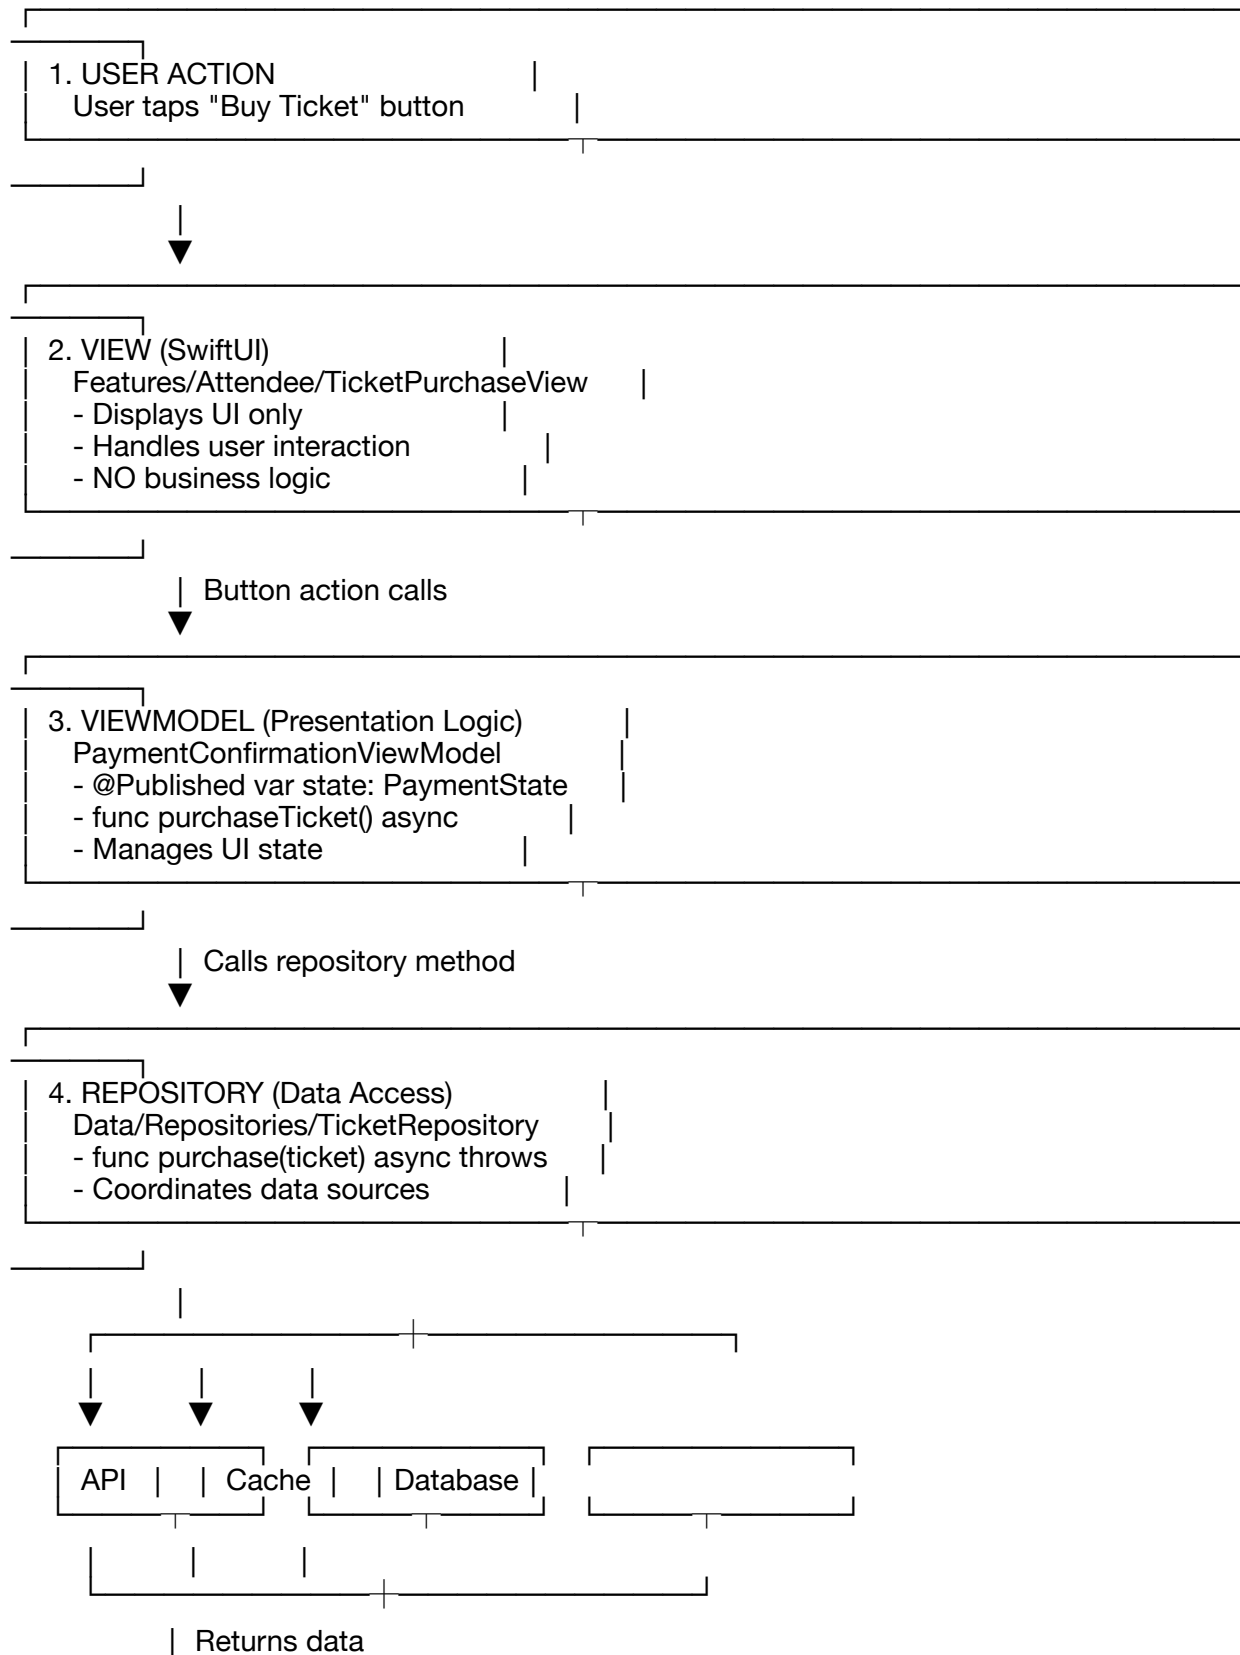 1. USER ACTION
User taps "Buy Ticket" button
2. VIEW (SwiftUI)
Features/Attendee/TicketPurchaseView
- Displays UI only
- Handles user interaction
- NO business logic
Button action calls
3. VIEWMODEL (Presentation Logic)
PaymentConfirmationViewModel
- @Published var state: PaymentState
- func purchaseTicket() async
- Manages UI state
Calls repository method
4. REPOSITORY (Data Access)
Data/Repositories/TicketRepository
- func purchase(ticket) async throws
- Coordinates data sources
API | | Cache | | Database |
Returns data